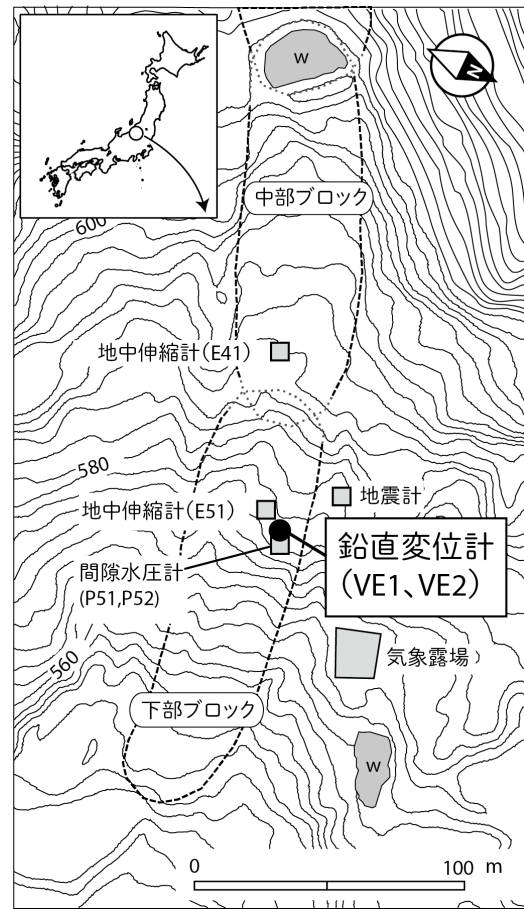 W
N
中部ブロック
600
地中伸縮計(E41)
580
地中伸縮計(E51)
地震計
鉛直変位計
(VE1、VE2)
間隙水圧計
(P51,P52)
気象露場
560
下部ブロック
W
0 100 m